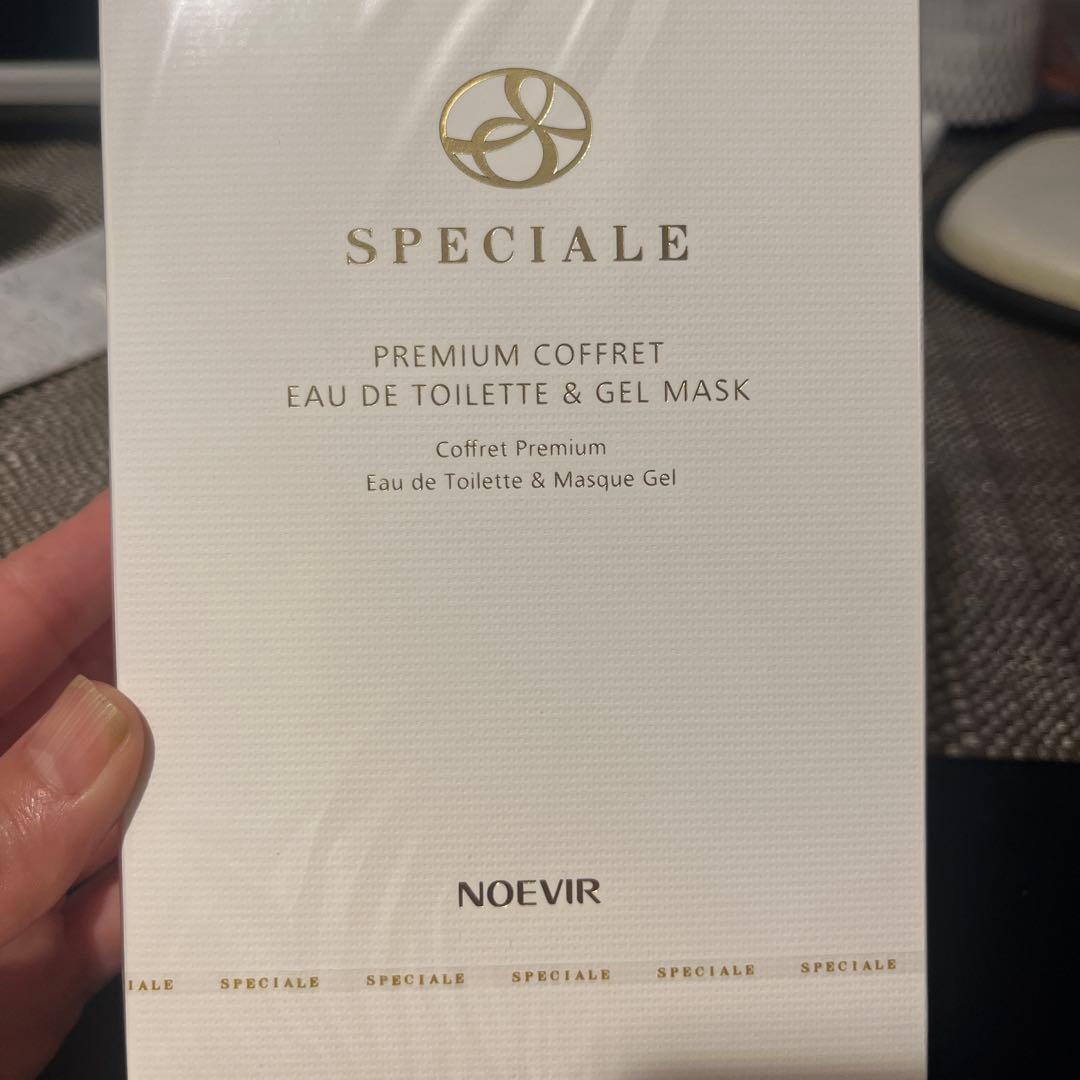 SPECIALE
PREMIUM COFFRET
EAU DE TOILETTE & GEL MASK
Coffret Premium
Eau de Toilette & Masque Gel
NOEVIR
IALE SPECIALE SPECIALE SPECIALE SPECIALE SPECIALE